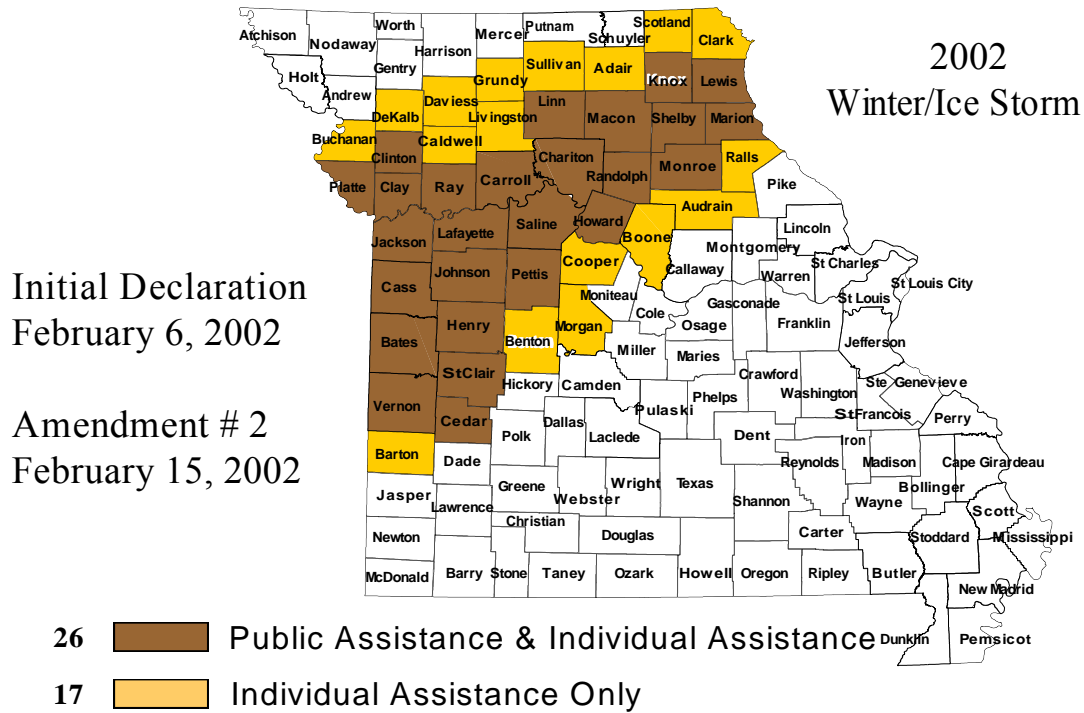 2002
Winter/Ice Storm
Initial Declaration
February 6, 2002
Amendment # 2
February 15, 2002
Atchison
Nodaway
Worth
Gentry
Harrison
Mercer
Putnam
Schuyler
Scotland
Clark
Holt
Andrew
DeKalb
Daviess
Grundy
Sullivan
Adair
Knox
Lewis
Buchanan
Clinton
Caldwell
Livingston
Linn
Macon
Shelby
Marion
Platte
Clay
Ray
Carroll
Chariton
Randolph
Monroe
Ralls
Pike
Jackson
Lafayette
Saline
Howard
Boone
Audrain
Lincoln
Cass
Johnson
Pettis
Cooper
Moniteau
Callaway
Montgomery
Warren
St Charles
St Louis City
St Louis
Bates
Henry
Benton
Morgan
Cole
Osage
Gasconade
Franklin
Jefferson
Vernon
StClair
Hickory
Camden
Miller
Maries
Crawford
Washington
Ste Genevieve
StFrancois
Perry
Cedar
Polk
Dallas
Laclede
Pulaski
Phelps
Dent
Iron
Reynolds
Madison
Cape Girardeau
Barton
Dade
Greene
Webster
Wright
Texas
Shannon
Wayne
Bollinger
Jasper
Lawrence
Christian
Douglas
Carter
Stoddard
Scott
Mississippi
Newton
McDonald
Barry
Stone
Taney
Ozark
Howell
Oregon
Ripley
Butler
New Madrid
Dunklin
Pemsicot
26 Public Assistance & Individual Assistance
17 Individual Assistance Only